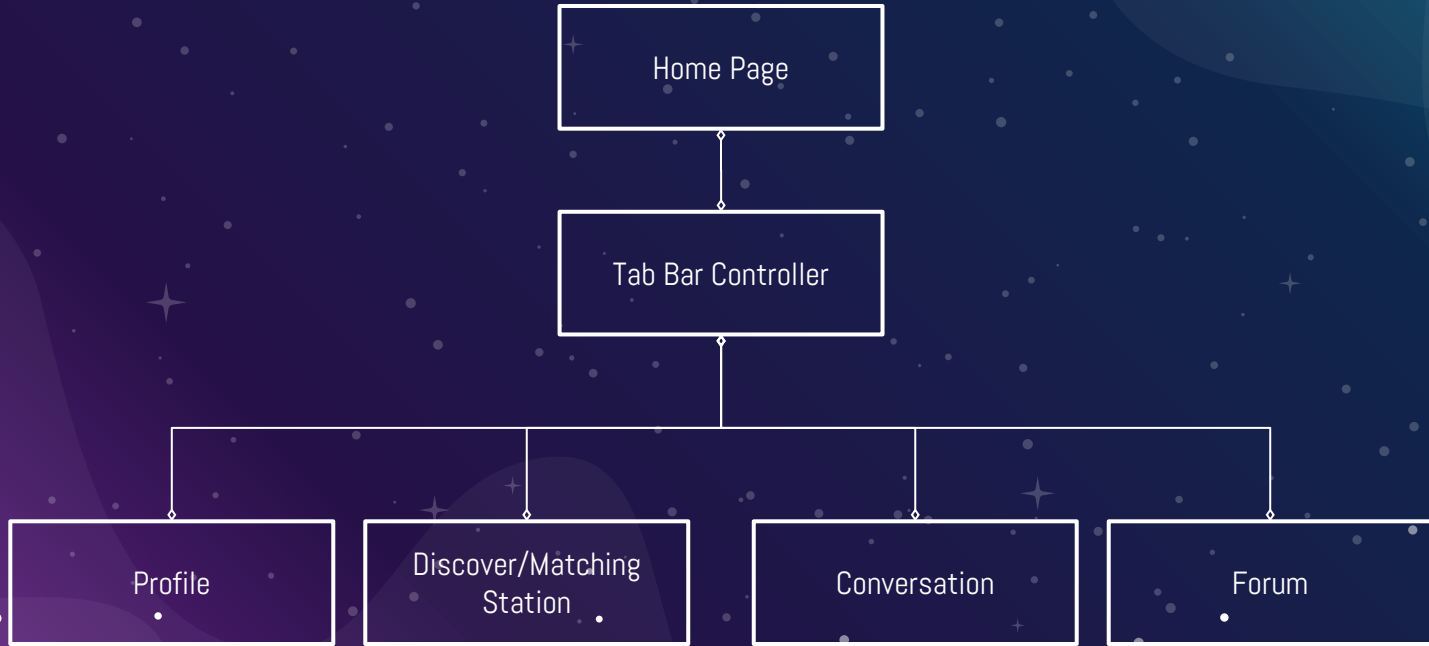 Home Page
Tab Bar Controller
Profile
Discover/Matching
Station
Conversation
Forum